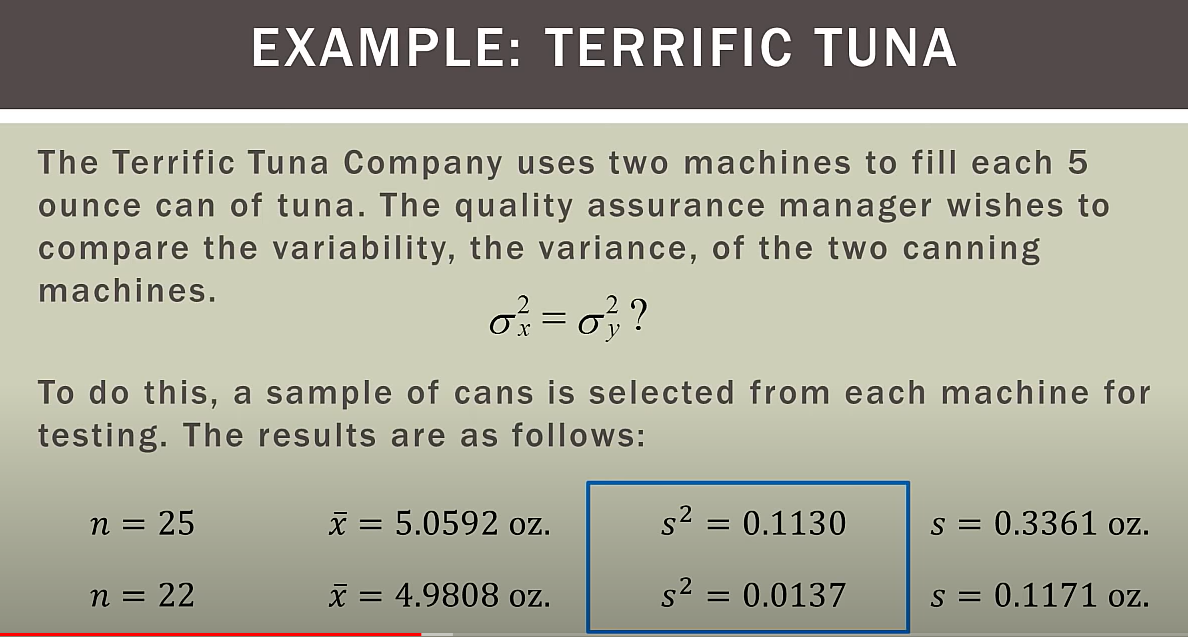 EXAMPLE: TERRIFIC TUNA
The Terrific Tuna Company uses two machines to fill each 5
ounce can of tuna. The quality assurance manager wishes to
compare the variability, the variance, of the two canning
machines.
σ²ₓ = σ²ᵧ ?
To do this, a sample of cans is selected from each machine for
testing. The results are as follows:
n = 25 x̄ = 5.0592 oz. s² = 0.1130 s = 0.3361 oz.
n = 22 x̄ = 4.9808 oz. s² = 0.0137 s = 0.1171 oz.